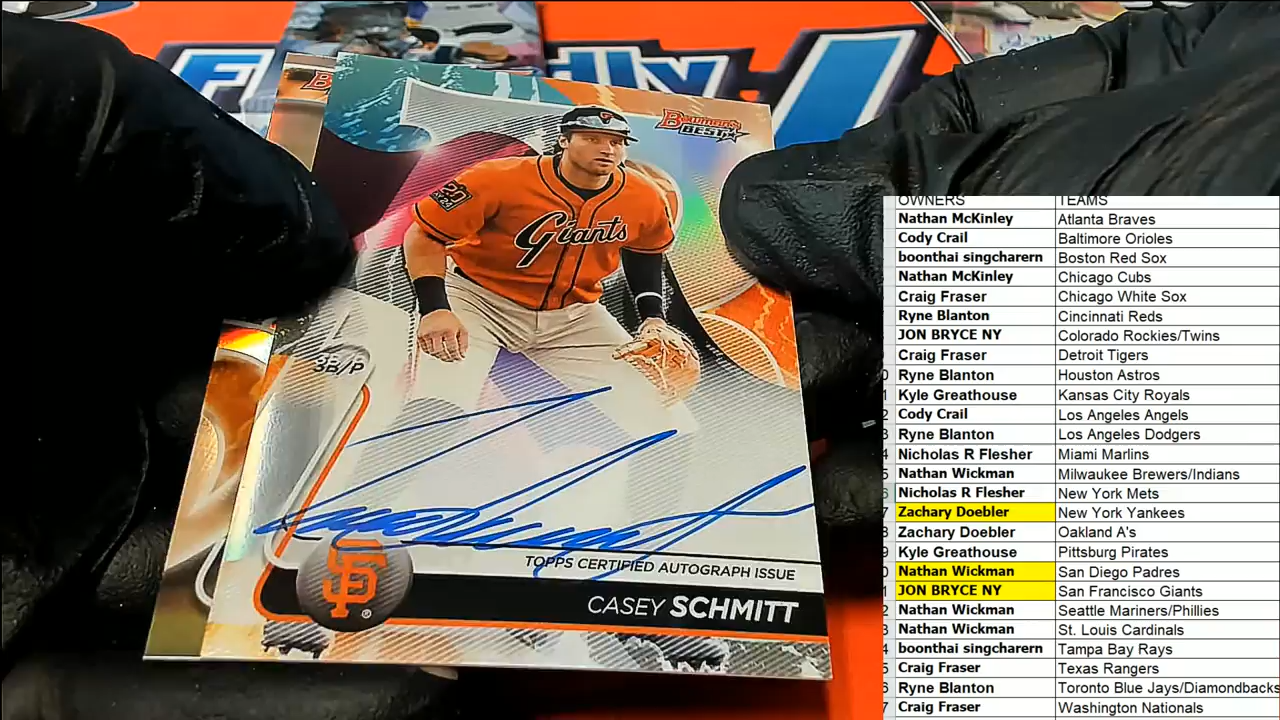 Bowman's
BEST
20
OF 24
Giants
3B/P
TOPPS CERTIFIED AUTOGRAPH ISSUE
SF
®
CASEY SCHMITT
OWNERS TEAMS
Nathan McKinley Atlanta Braves
Cody Crail Baltimore Orioles
boonthai singcharern Boston Red Sox
Nathan McKinley Chicago Cubs
Craig Fraser Chicago White Sox
Ryne Blanton Cincinnati Reds
JON BRYCE NY Colorado Rockies/Twins
Craig Fraser Detroit Tigers
Ryne Blanton Houston Astros
Kyle Greathouse Kansas City Royals
Cody Crail Los Angeles Angels
Ryne Blanton Los Angeles Dodgers
Nicholas R Flesher Miami Marlins
Nathan Wickman Milwaukee Brewers/Indians
Nicholas R Flesher New York Mets
Zachary Doebler New York Yankees
Zachary Doebler Oakland A's
Kyle Greathouse Pittsburg Pirates
Nathan Wickman San Diego Padres
JON BRYCE NY San Francisco Giants
Nathan Wickman Seattle Mariners/Phillies
Nathan Wickman St. Louis Cardinals
boonthai singcharern Tampa Bay Rays
Craig Fraser Texas Rangers
Ryne Blanton Toronto Blue Jays/Diamondbacks
Craig Fraser Washington Nationals